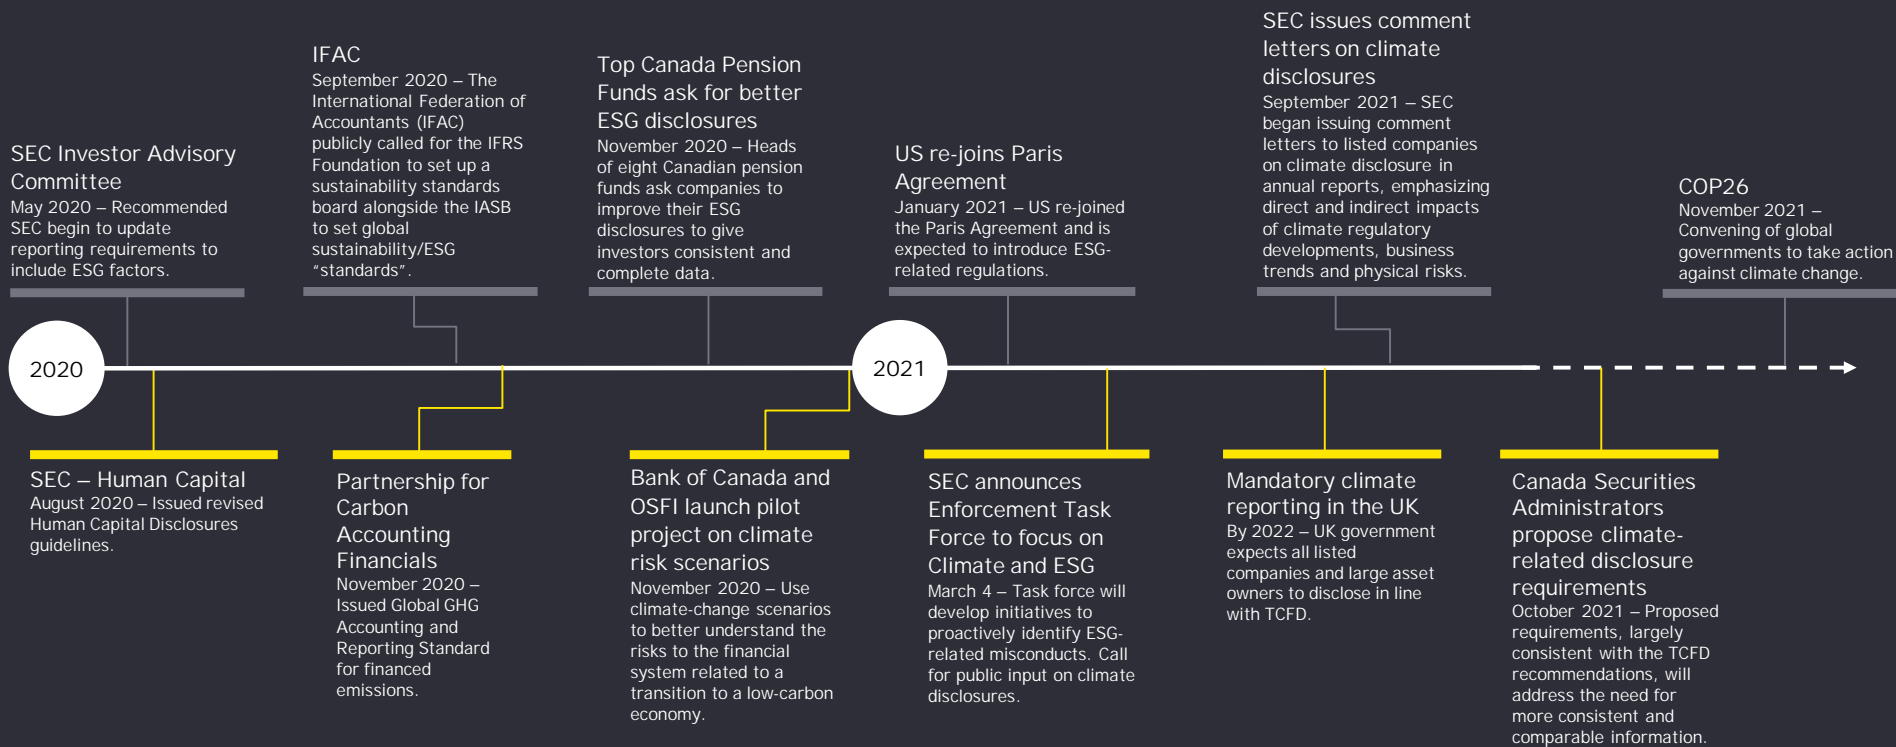 SEC Investor Advisory
Committee
May 2020 – Recommended
SEC begin to update
reporting requirements to
include ESG factors.
IFAC
September 2020 – The
International Federation of
Accountants (IFAC)
publicly called for the IFRS
Foundation to set up a
sustainability standards
board alongside the IASB
to set global
sustainability/ESG
“standards”.
Top Canada Pension
Funds ask for better
ESG disclosures
November 2020 – Heads
of eight Canadian pension
funds ask companies to
improve their ESG
disclosures to give
investors consistent and
complete data.
US re-joins Paris
Agreement
January 2021 – US re-joined
the Paris Agreement and is
expected to introduce ESG-
related regulations.
SEC issues comment
letters on climate
disclosures
September 2021 – SEC
began issuing comment
letters to listed companies
on climate disclosure in
annual reports, emphasizing
direct and indirect impacts
of climate regulatory
developments, business
trends and physical risks.
COP26
November 2021 –
Convening of global
governments to take action
against climate change.
2020
2021
SEC – Human Capital
August 2020 – Issued revised
Human Capital Disclosures
guidelines.
Partnership for
Carbon
Accounting
Financials
November 2020 –
Issued Global GHG
Accounting and
Reporting Standard
for financed
emissions.
Bank of Canada and
OSFI launch pilot
project on climate
risk scenarios
November 2020 – Use
climate-change scenarios
to better understand the
risks to the financial
system related to a
transition to a low-carbon
economy.
SEC announces
Enforcement Task
Force to focus on
Climate and ESG
March 4 – Task force will
develop initiatives to
proactively identify ESG-
related misconducts. Call
for public input on climate
disclosures.
Mandatory climate
reporting in the UK
By 2022 – UK government
expects all listed
companies and large asset
owners to disclose in line
with TCFD.
Canada Securities
Administrators
propose climate-
related disclosure
requirements
October 2021 – Proposed
requirements, largely
consistent with the TCFD
recommendations, will
address the need for
more consistent and
comparable information.